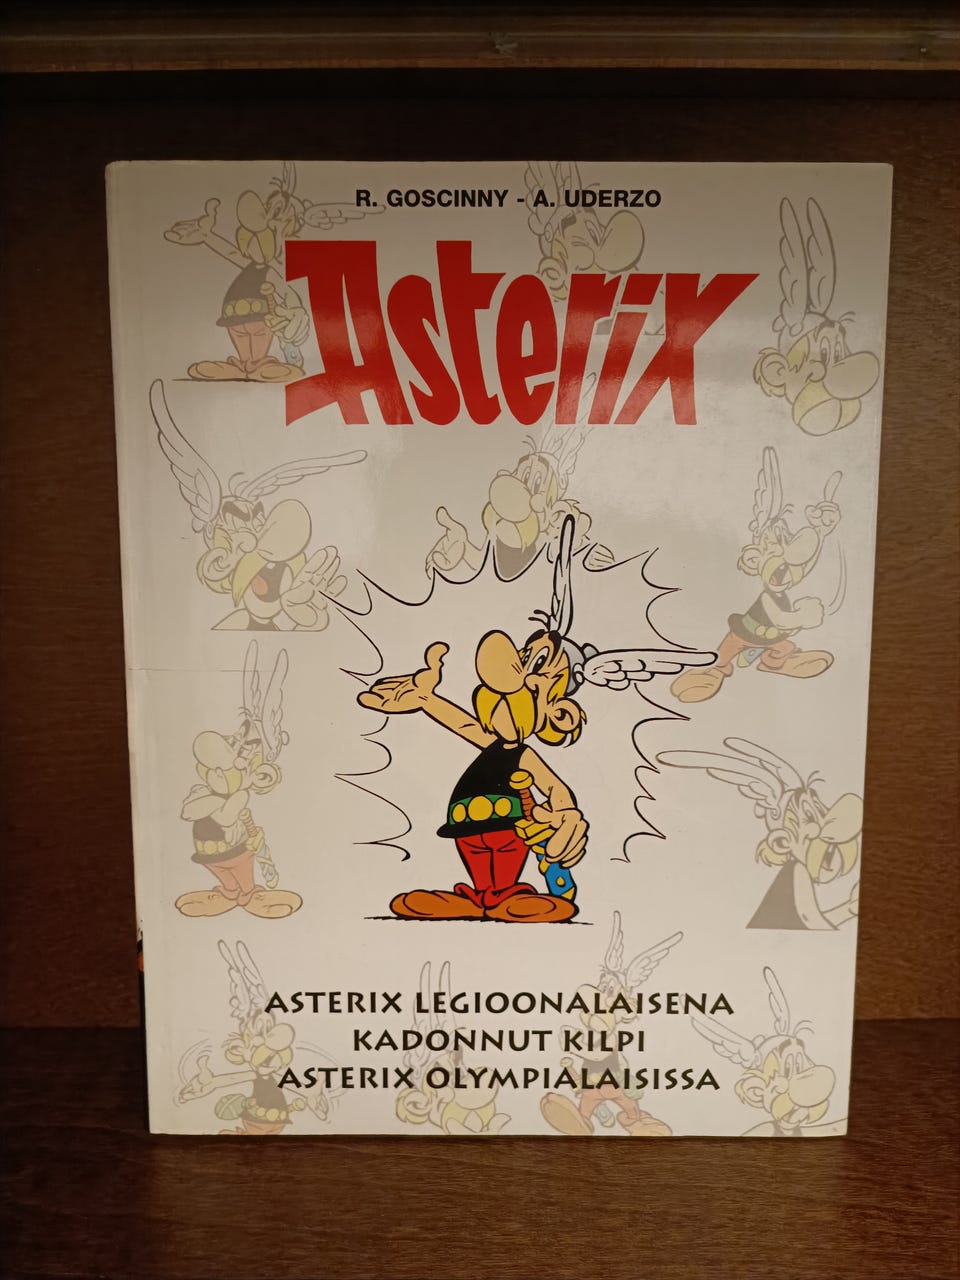 R. GOSCINNY - A. UDERZO
Asterix
ASTERIX LEGIOONALAISENA
KADONNUT KILPI
ASTERIX OLYMPIALAISISSA